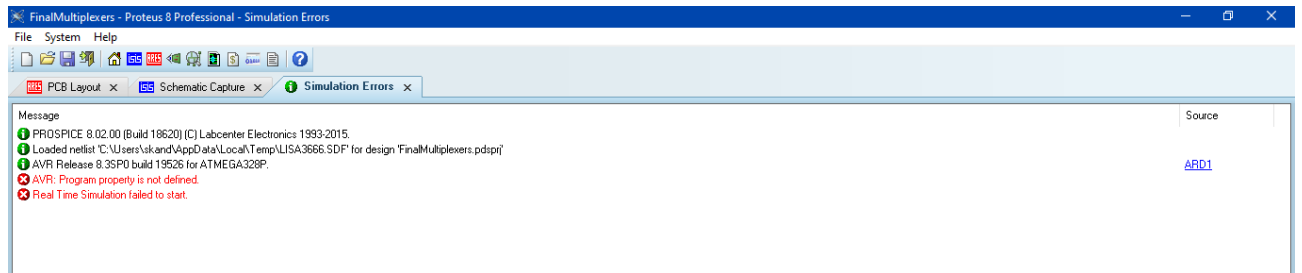 FinalMultiplexers - Proteus 8 Professional - Simulation Errors
File System Help
PCB Layout x Schematic Capture x Simulation Errors x
Message Source
PROSPICE 8.02.00 (Build 18620) (C) Labcenter Electronics 1993-2015.
Loaded netlist 'C:\Users\skand\AppData\Local\Temp\LISA3666.SDF' for design 'FinalMultiplexers.pdsprj'
AVR Release 8.3SP0 build 19526 for ATMEGA328P. ARD1
AVR: Program property is not defined.
Real Time Simulation failed to start.